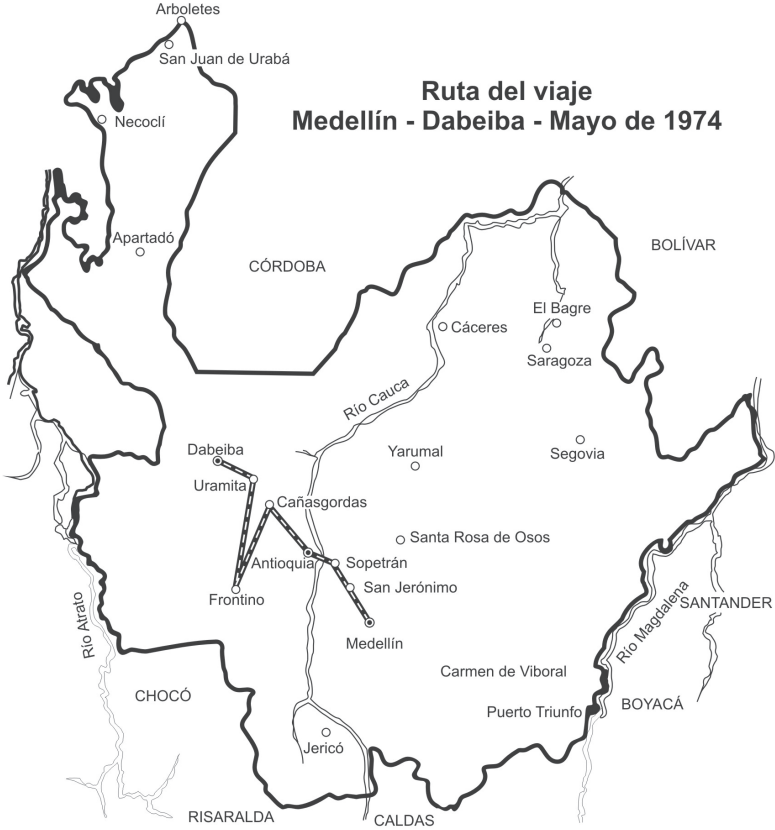 Arboletes
San Juan de Urabá
Ruta del viaje
Medellín - Dabeiba - Mayo de 1974
Necoclí
Apartadó
BOLÍVAR
CÓRDOBA
El Bagre
Cáceres
Saragoza
Río Cauca
Dabeiba
Yarumal
Segovia
Uramita
Cañasgordas
Santa Rosa de Osos
Antioquía
Sopetrán
San Jerónimo
Frontino
Río Atrato
Río Magdalena
SANTANDER
Medellín
Carmen de Viboral
CHOCÓ
Puerto Triunfo
BOYACÁ
Jericó
RISARALDA
CALDAS